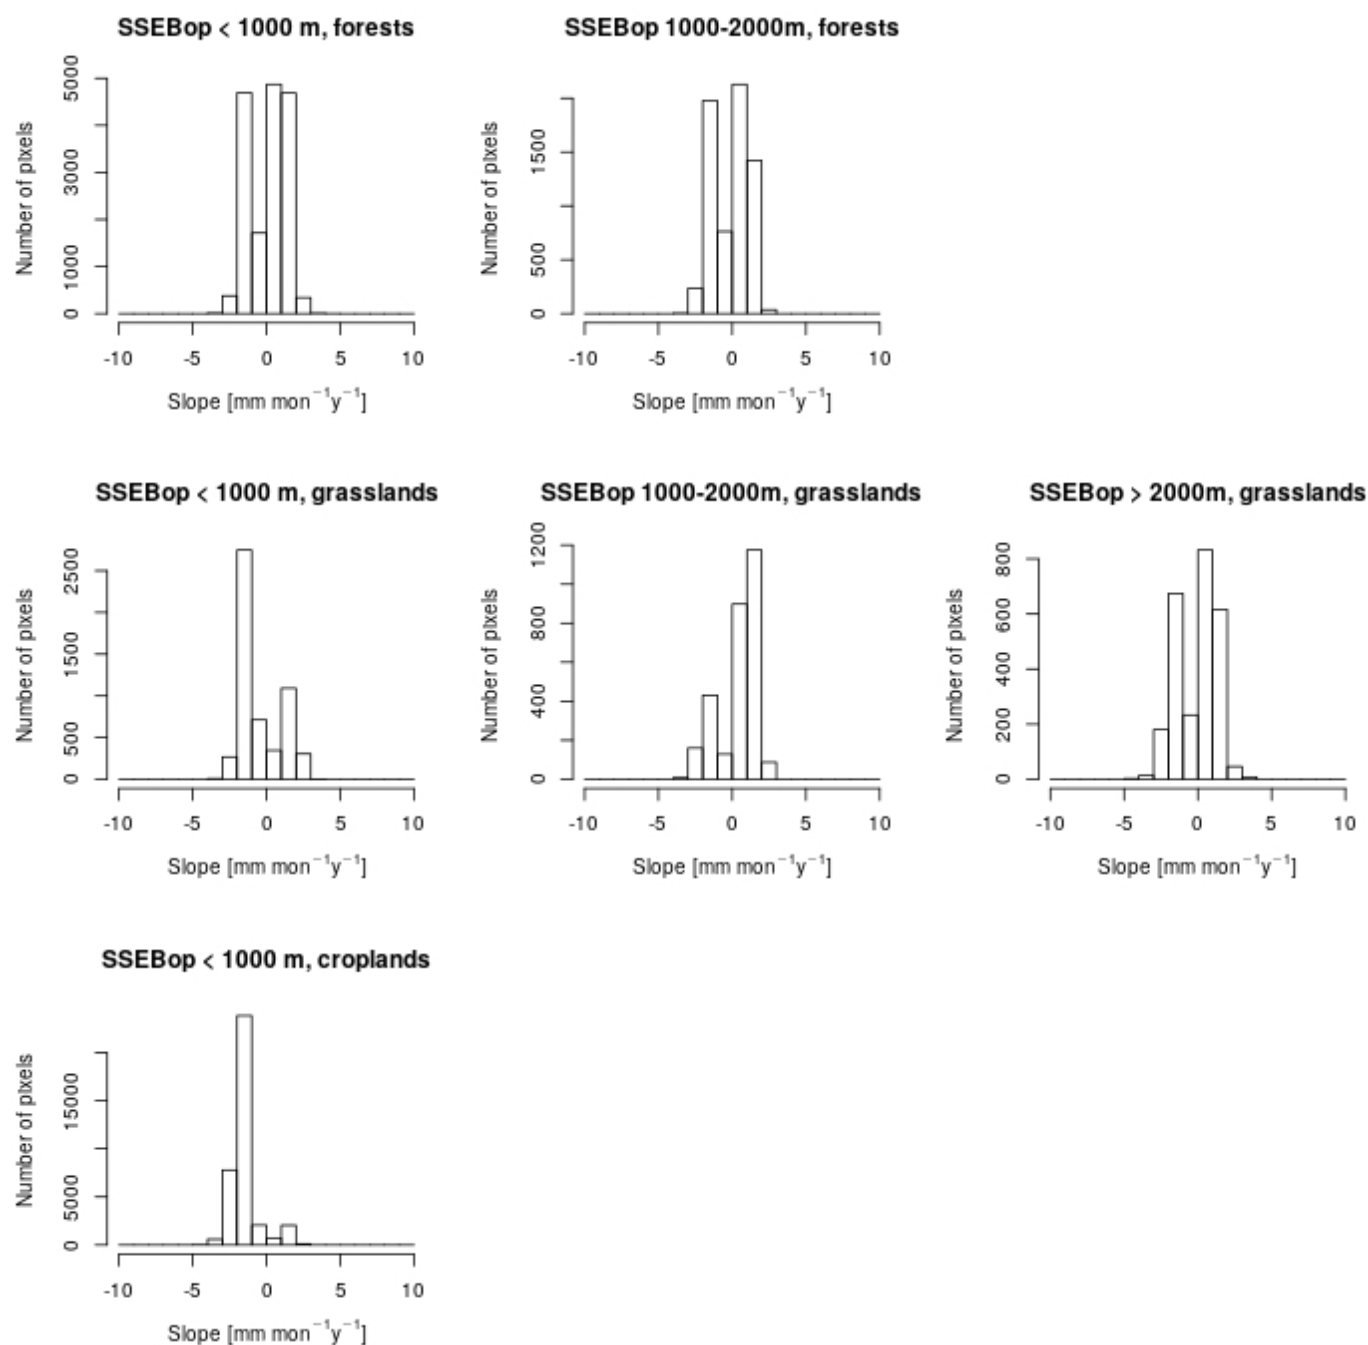 SSEBop < 1000 m, forests
Number of pixels
5000
3000
1000
0
-10 -5 0 5 10
Slope [mm mon⁻¹y⁻¹]
SSEBop 1000-2000m, forests
Number of pixels
1500
500
0
-10 -5 0 5 10
Slope [mm mon⁻¹y⁻¹]
SSEBop < 1000 m, grasslands
Number of pixels
2500
1500
500
0
-10 -5 0 5 10
Slope [mm mon⁻¹y⁻¹]
SSEBop 1000-2000m, grasslands
Number of pixels
1200
800
400
0
-10 -5 0 5 10
Slope [mm mon⁻¹y⁻¹]
SSEBop > 2000m, grasslands
Number of pixels
800
600
400
200
0
-10 -5 0 5 10
Slope [mm mon⁻¹y⁻¹]
SSEBop < 1000 m, croplands
Number of pixels
15000
5000
0
-10 -5 0 5 10
Slope [mm mon⁻¹y⁻¹]